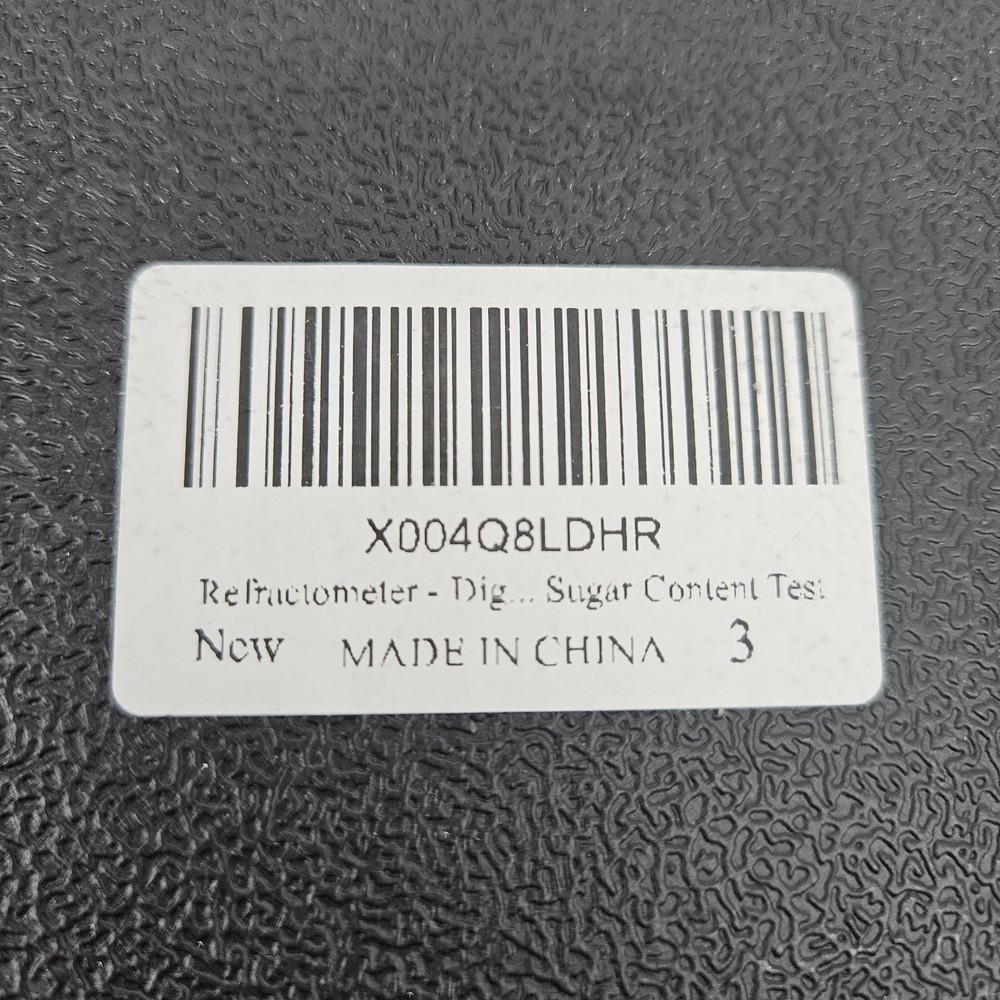 X004Q8LDHR
Refractometer - Dig... Sugar Content Test
New MADE IN CHINA 3